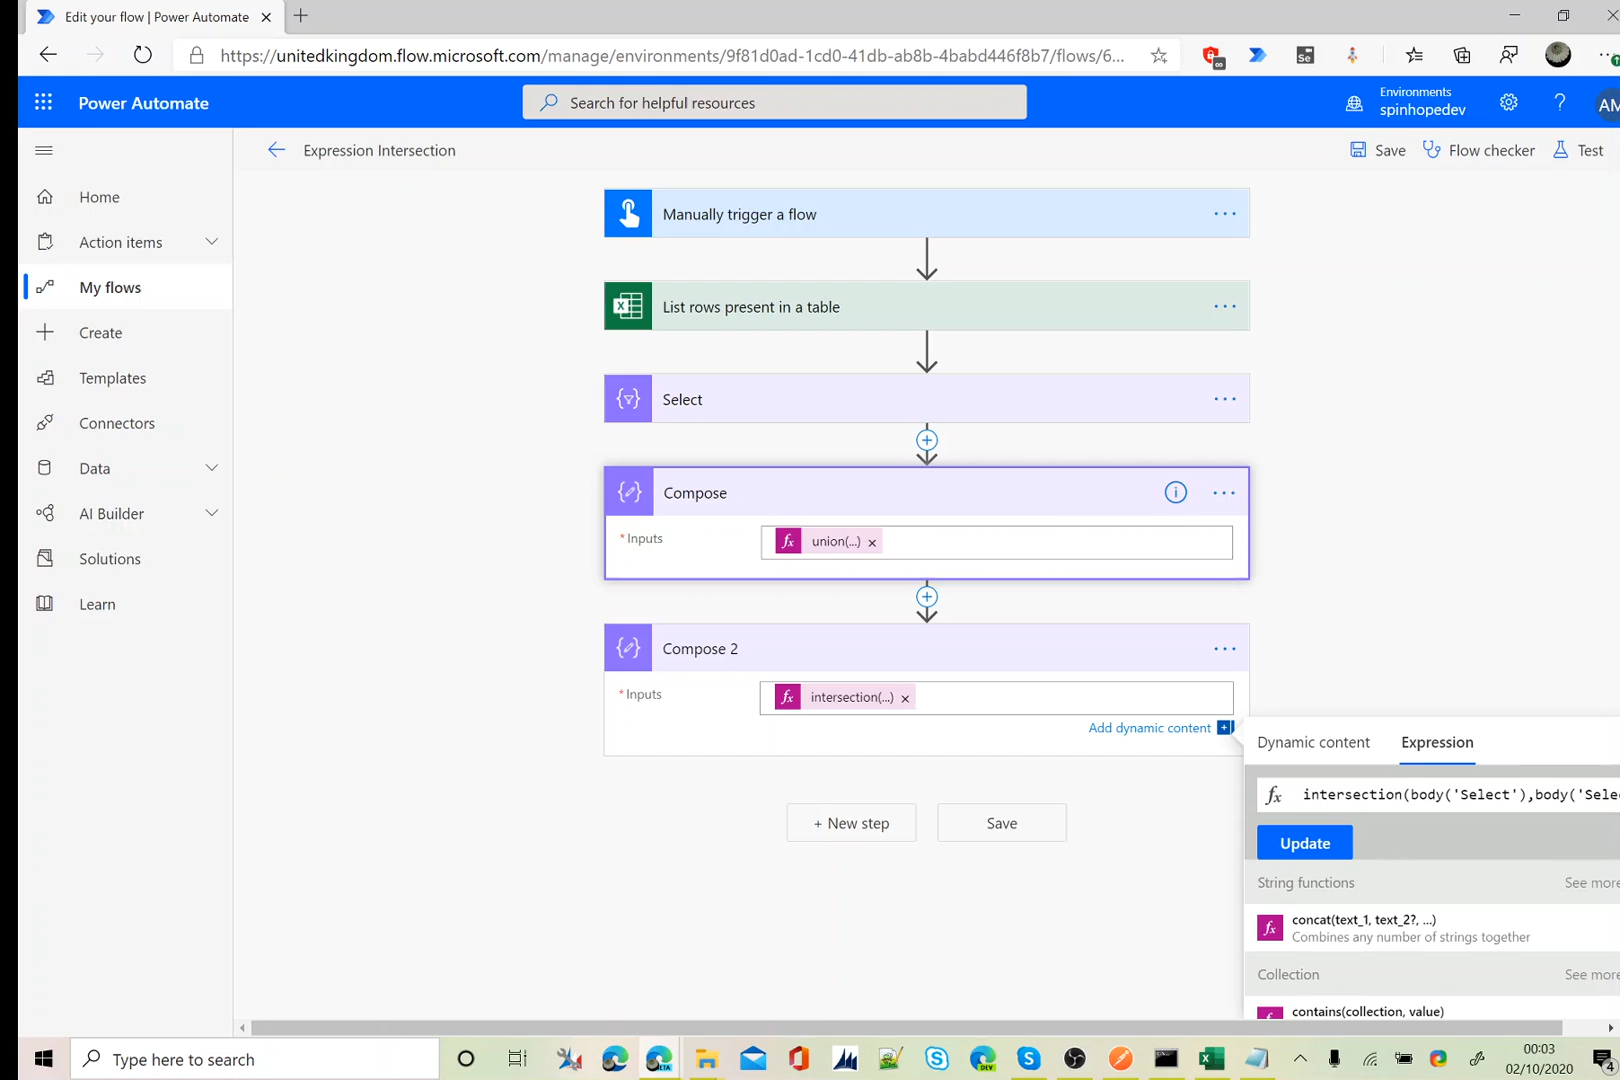 Edit your flow | Power Automate
https://unitedkingdom.flow.microsoft.com/manage/environments/9f81d0ad-1cd0-41db-ab8b-4babd446f8b7/flows/6...
Power Automate
Search for helpful resources
Environments
spinhopedev
AM
Expression Intersection
Save
Flow checker
Test
Home
Action items
My flows
Create
Templates
Connectors
Data
AI Builder
Solutions
Learn
Manually trigger a flow
List rows present in a table
Select
Compose
* Inputs
fx union(...) ×
Compose 2
* Inputs
fx intersection(...) ×
Add dynamic content +
+ New step
Save
Dynamic content
Expression
fx intersection(body('Select'),body('Sele
Update
String functions
See more
fx concat(text_1, text_2?, ...)
Combines any number of strings together
Collection
See more
contains(collection, value)
Type here to search
00:03
02/10/2020
4